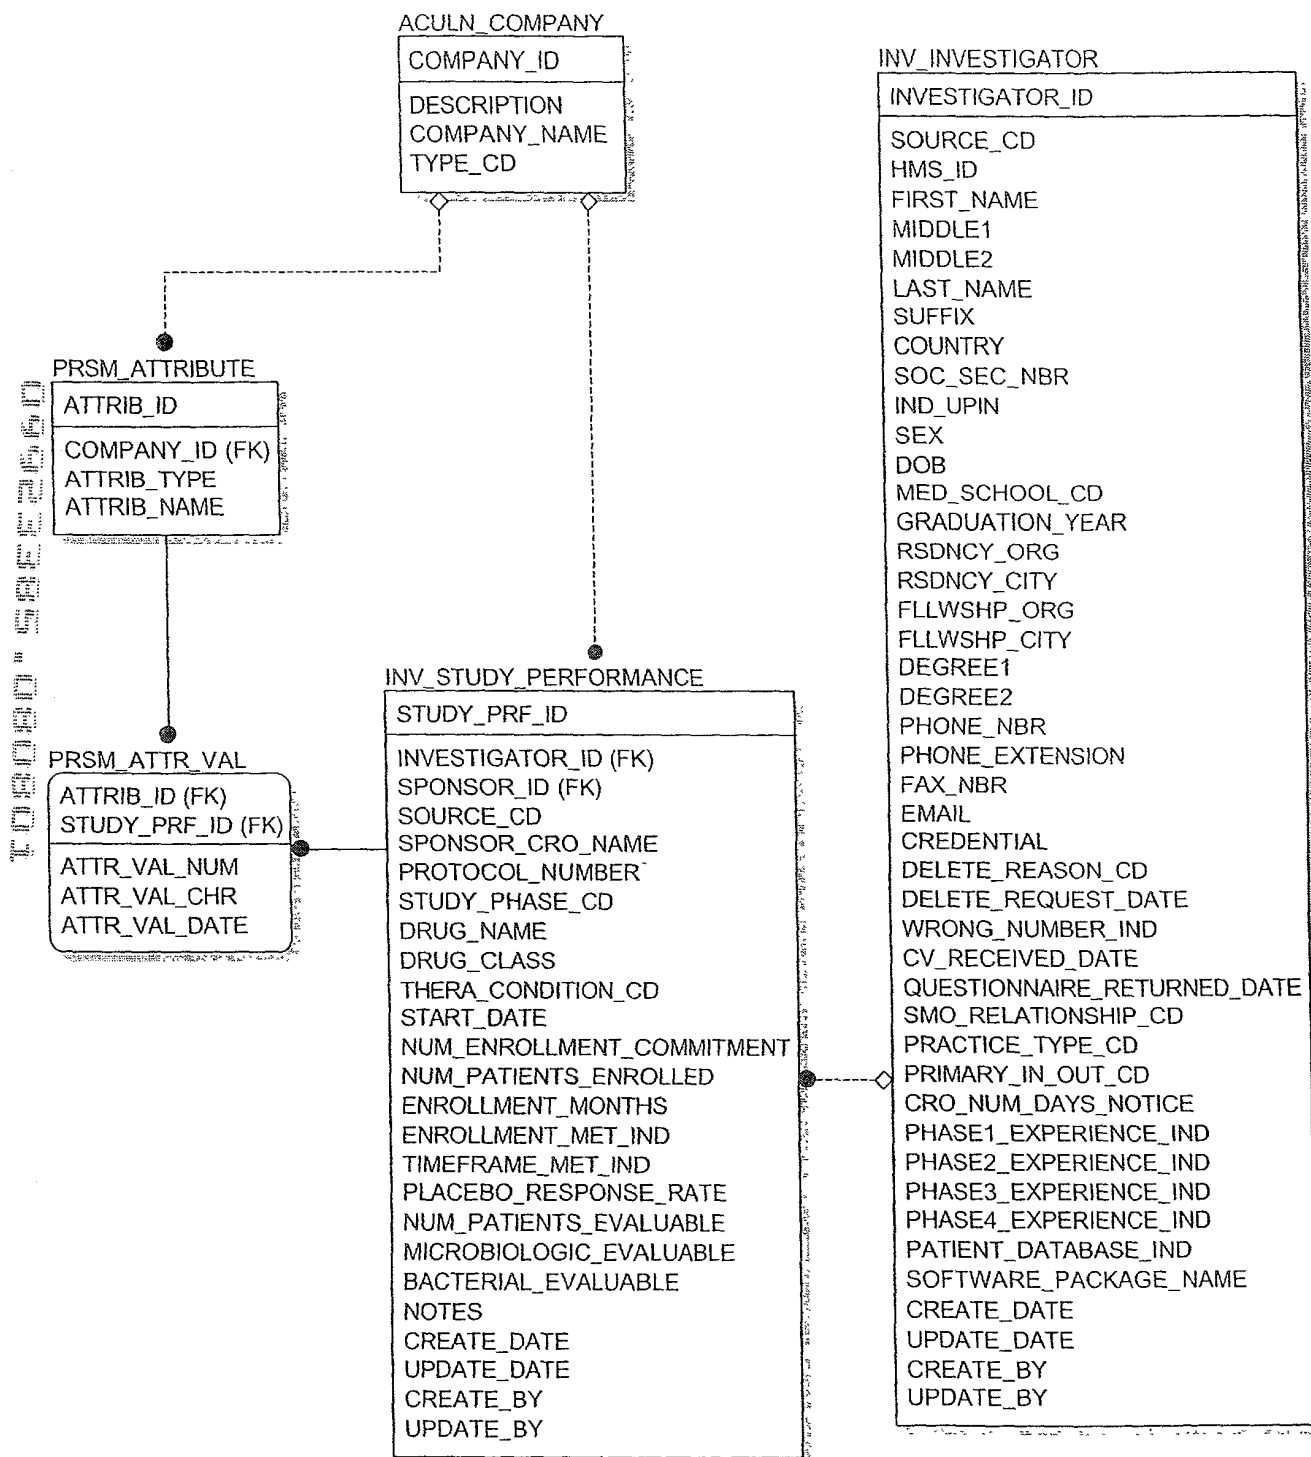 ACULN_COMPANY
COMPANY_ID
DESCRIPTION
COMPANY_NAME
TYPE_CD
PRSM_ATTRIBUTE
ATTRIB_ID
COMPANY_ID (FK)
ATTRIB_TYPE
ATTRIB_NAME
PRSM_ATTR_VAL
ATTRIB_ID (FK)
STUDY_PRF_ID (FK)
ATTR_VAL_NUM
ATTR_VAL_CHR
ATTR_VAL_DATE
INV_STUDY_PERFORMANCE
STUDY_PRF_ID
INVESTIGATOR_ID (FK)
SPONSOR_ID (FK)
SOURCE_CD
SPONSOR_CRO_NAME
PROTOCOL_NUMBER
STUDY_PHASE_CD
DRUG_NAME
DRUG_CLASS
THERA_CONDITION_CD
START_DATE
NUM_ENROLLMENT_COMMITMENT
NUM_PATIENTS_ENROLLED
ENROLLMENT_MONTHS
ENROLLMENT_MET_IND
TIMEFRAME_MET_IND
PLACEBO_RESPONSE_RATE
NUM_PATIENTS_EVALUABLE
MICROBIOLOGIC_EVALUABLE
BACTERIAL_EVALUABLE
NOTES
CREATE_DATE
UPDATE_DATE
CREATE_BY
UPDATE_BY
INV_INVESTIGATOR
INVESTIGATOR_ID
SOURCE_CD
HMS_ID
FIRST_NAME
MIDDLE1
MIDDLE2
LAST_NAME
SUFFIX
COUNTRY
SOC_SEC_NBR
IND_UPIN
SEX
DOB
MED_SCHOOL_CD
GRADUATION_YEAR
RSDNCY_ORG
RSDNCY_CITY
FLLWSHP_ORG
FLLWSHP_CITY
DEGREE1
DEGREE2
PHONE_NBR
PHONE_EXTENSION
FAX_NBR
EMAIL
CREDENTIAL
DELETE_REASON_CD
DELETE_REQUEST_DATE
WRONG_NUMBER_IND
CV_RECEIVED_DATE
QUESTIONNAIRE_RETURNED_DATE
SMO_RELATIONSHIP_CD
PRACTICE_TYPE_CD
PRIMARY_IN_OUT_CD
CRO_NUM_DAYS_NOTICE
PHASE1_EXPERIENCE_IND
PHASE2_EXPERIENCE_IND
PHASE3_EXPERIENCE_IND
PHASE4_EXPERIENCE_IND
PATIENT_DATABASE_IND
SOFTWARE_PACKAGE_NAME
CREATE_DATE
UPDATE_DATE
CREATE_BY
UPDATE_BY